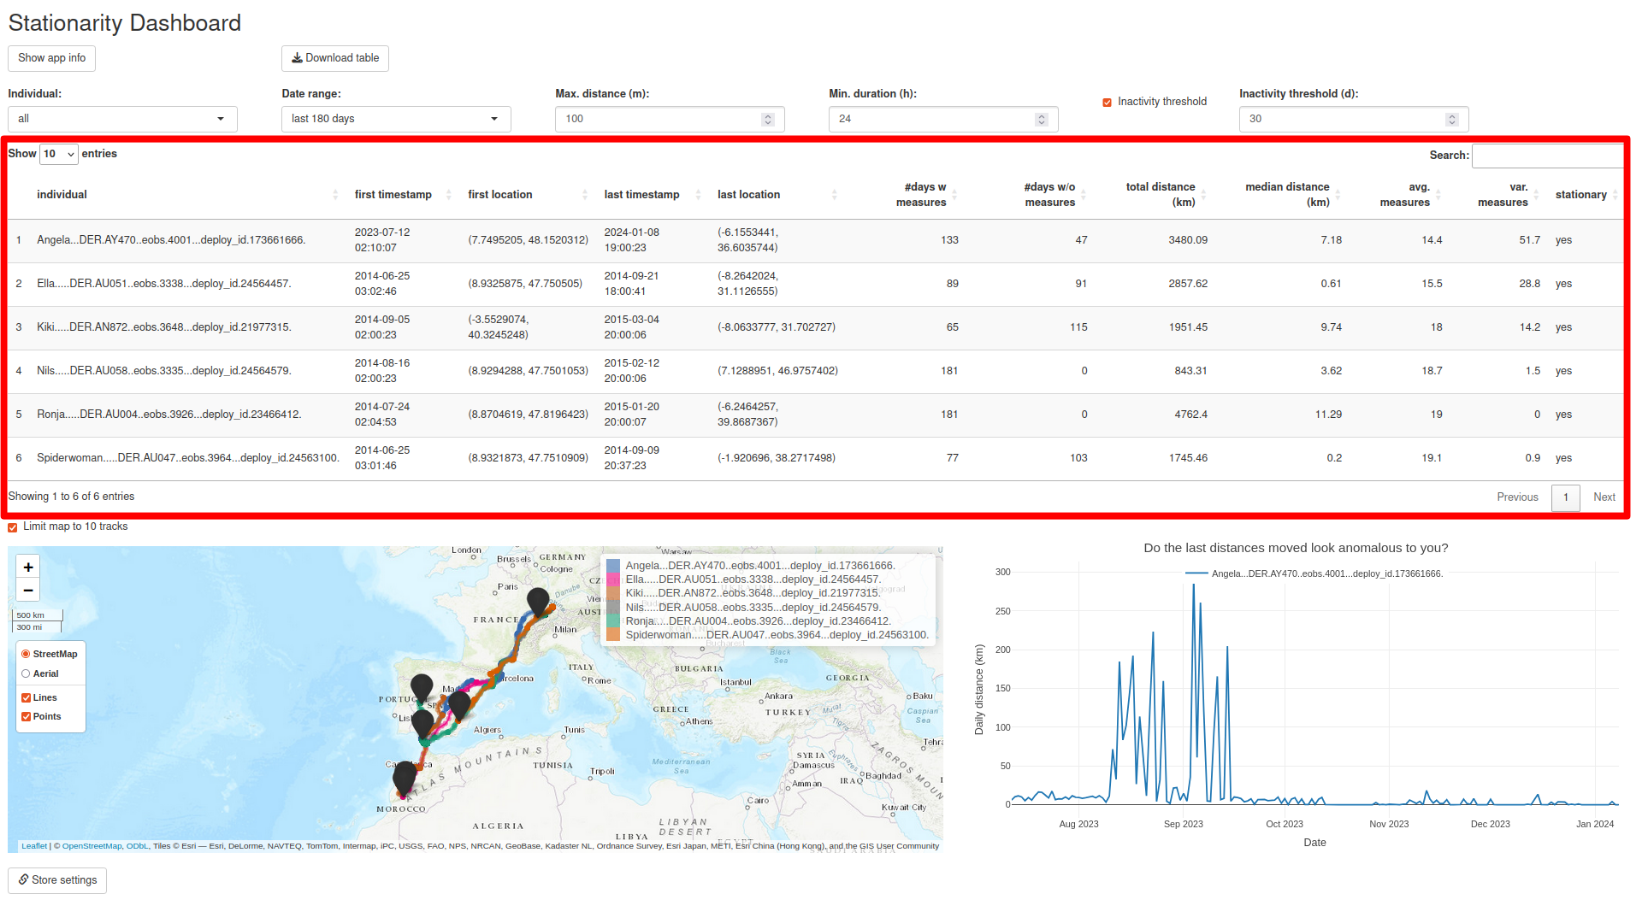 Stationarity Dashboard
Show app info
Download table
Individual:
Date range:
Max. distance (m):
Min. duration (h):
Inactivity threshold
Inactivity threshold (d):
all
last 180 days
100
24
30
Show 10 entries
Search:
individual first timestamp first location last timestamp last location #days w measures #days w/o measures total distance (km) median distance (km) avg. measures var. measures stationary
1 Angela...DER.AY470..eobs.4001...deploy_id.173661666. 2023-07-12 02:10:07 (7.7495205, 48.1520312) 2024-01-08 19:00:23 (-6.1553441, 36.6035744) 133 47 3480.09 7.18 14.4 51.7 yes
2 Ella.....DER.AU051..eobs.3338...deploy_id.24564457. 2014-06-25 03:02:46 (8.9325875, 47.750505) 2014-09-21 18:00:41 (-8.2642024, 31.1126555) 89 91 2857.62 0.61 15.5 28.8 yes
3 Kiki.....DER.AN872..eobs.3648...deploy_id.21977315. 2014-09-05 02:00:23 (-3.5529074, 40.3245248) 2015-03-04 20:00:06 (-8.0633777, 31.702727) 65 115 1951.45 9.74 18 14.2 yes
4 Nils.....DER.AU058..eobs.3335...deploy_id.24564579. 2014-08-16 02:00:23 (8.9294288, 47.7501053) 2015-02-12 20:00:06 (7.1288951, 46.9757402) 181 0 843.31 3.62 18.7 1.5 yes
5 Ronja.....DER.AU004..eobs.3926...deploy_id.23466412. 2014-07-24 02:04:53 (8.8704619, 47.8196423) 2015-01-20 20:00:07 (-6.2464257, 39.8687367) 181 0 4762.4 11.29 19 0 yes
6 Spiderwoman.....DER.AU047..eobs.3964...deploy_id.24563100. 2014-06-25 03:01:46 (8.9321873, 47.7510909) 2014-09-09 20:37:23 (-1.920696, 38.2717498) 77 103 1745.46 0.2 19.1 0.9 yes
Showing 1 to 6 of 6 entries
Previous 1 Next
Limit map to 10 tracks
+
−
500 km
300 mi
StreetMap
Aerial
Lines
Points
London
Brussels
GERMANY
Cologne
Warsaw
Paris
Danube
FRANCE
Milan
ITALY
Rome
BULGARIA
Black Sea
Istanbul
GEORGIA
Ankara
Baku
TURKEY
GREECE
Athens
Caspian Sea
Algiers
Tunis
ATLAS MOUNTAINS
TUNISIA
Tripoli
Mediterranean Sea
SYRIA
Damascus
Euphrates
ZAGROS
Amman
IRAQ
Baghdad
MOROCCO
Cairo
Kuwait City
ALGERIA
LIBYAN DESERT
LIBYA
Angela...DER.AY470..eobs.4001...deploy_id.173661666.
Ella.....DER.AU051..eobs.3338...deploy_id.24564457.
Kiki.....DER.AN872..eobs.3648...deploy_id.21977315.
Nils.....DER.AU058..eobs.3335...deploy_id.24564579.
Ronja.....DER.AU004..eobs.3926...deploy_id.23466412.
Spiderwoman.....DER.AU047..eobs.3964...deploy_id.24563100.
Leaflet | © OpenStreetMap, ODbL, Tiles © Esri — Esri, DeLorme, NAVTEQ, TomTom, Intermap, iPC, USGS, FAO, NPS, NRCAN, GeoBase, Kadaster NL, Ordnance Survey, Esri Japan, METI, Esri China (Hong Kong), and the GIS User Community
Do the last distances moved look anomalous to you?
Angela...DER.AY470..eobs.4001...deploy_id.173661666.
Daily distance (km)
300
250
200
150
100
50
0
Aug 2023
Sep 2023
Oct 2023
Nov 2023
Dec 2023
Jan 2024
Date
Store settings